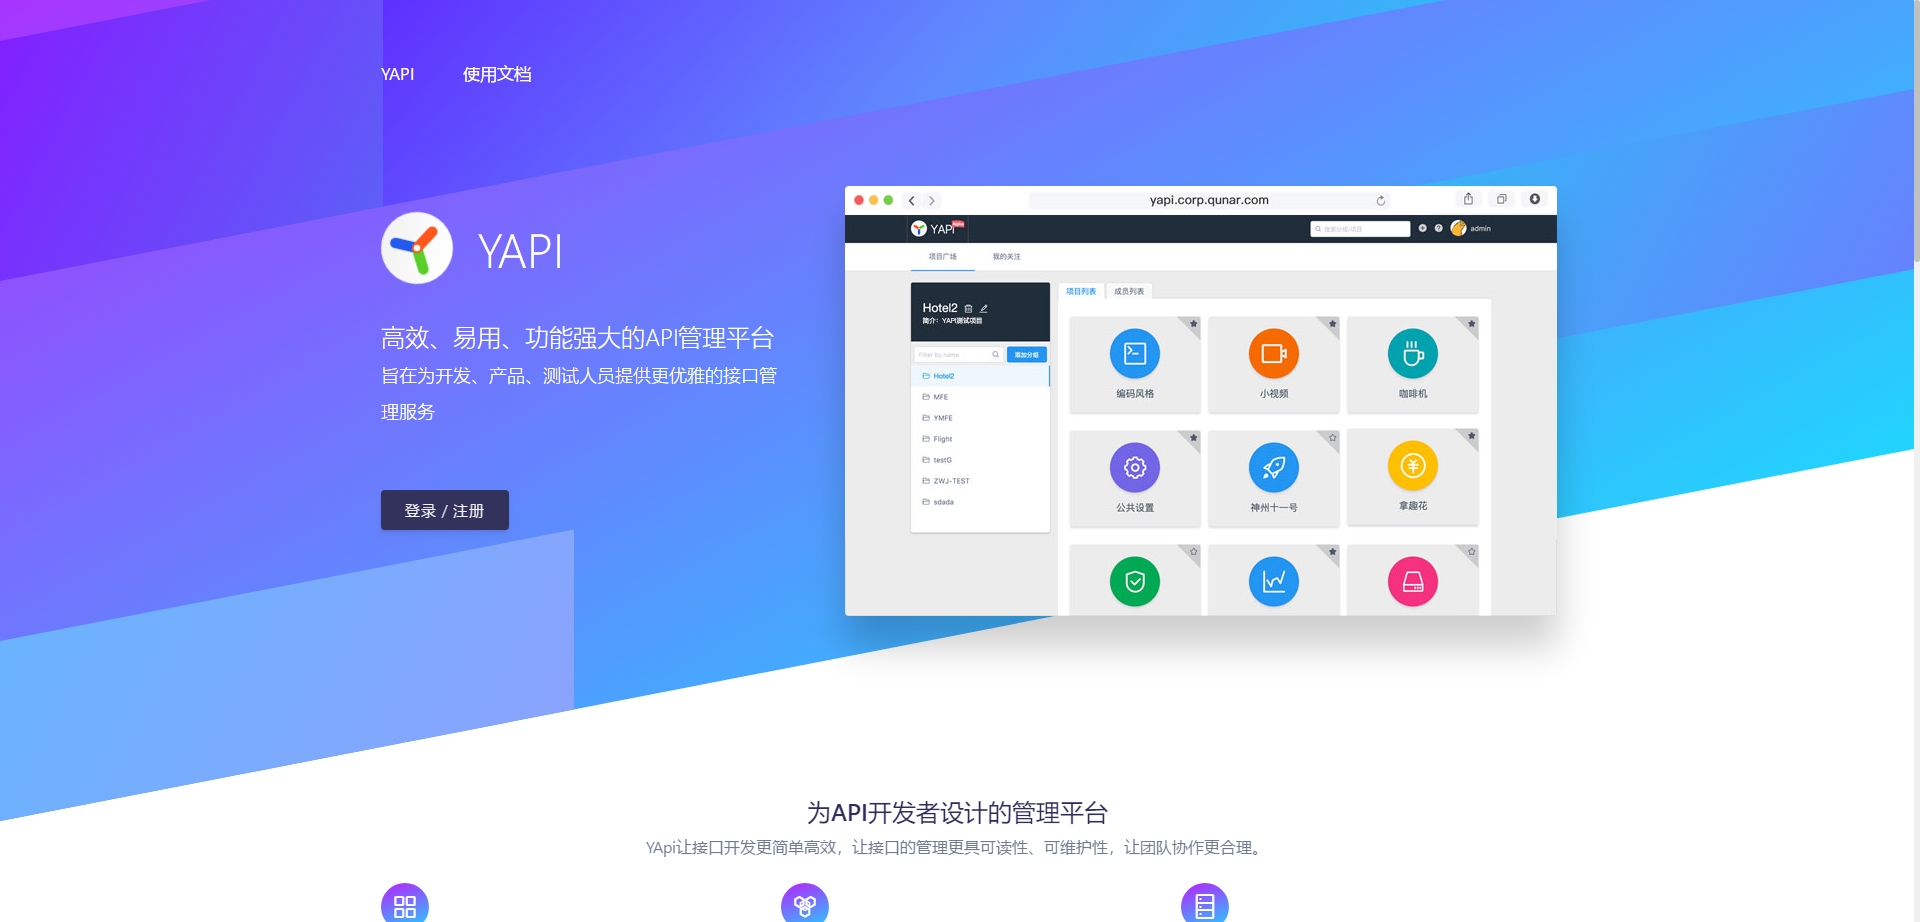 YAPI 使用文档
YAPI
高效、易用、功能强大的API管理平台
旨在为开发、产品、测试人员提供更优雅的接口管
理服务
登录 / 注册
yapi.corp.qunar.com
YAPI
搜索分组/项目
admin
项目广场 我的关注
Hotel2
简介：YAPI测试项目
Filter by name 添加分组
Hotel2
MFE
YMFE
Flight
testG
ZWJ-TEST
sdada
项目列表 成员列表
编码风格 小视频 咖啡机
公共设置 神州十一号 拿趣花
为API开发者设计的管理平台
YApi让接口开发更简单高效，让接口的管理更具可读性、可维护性，让团队协作更合理。